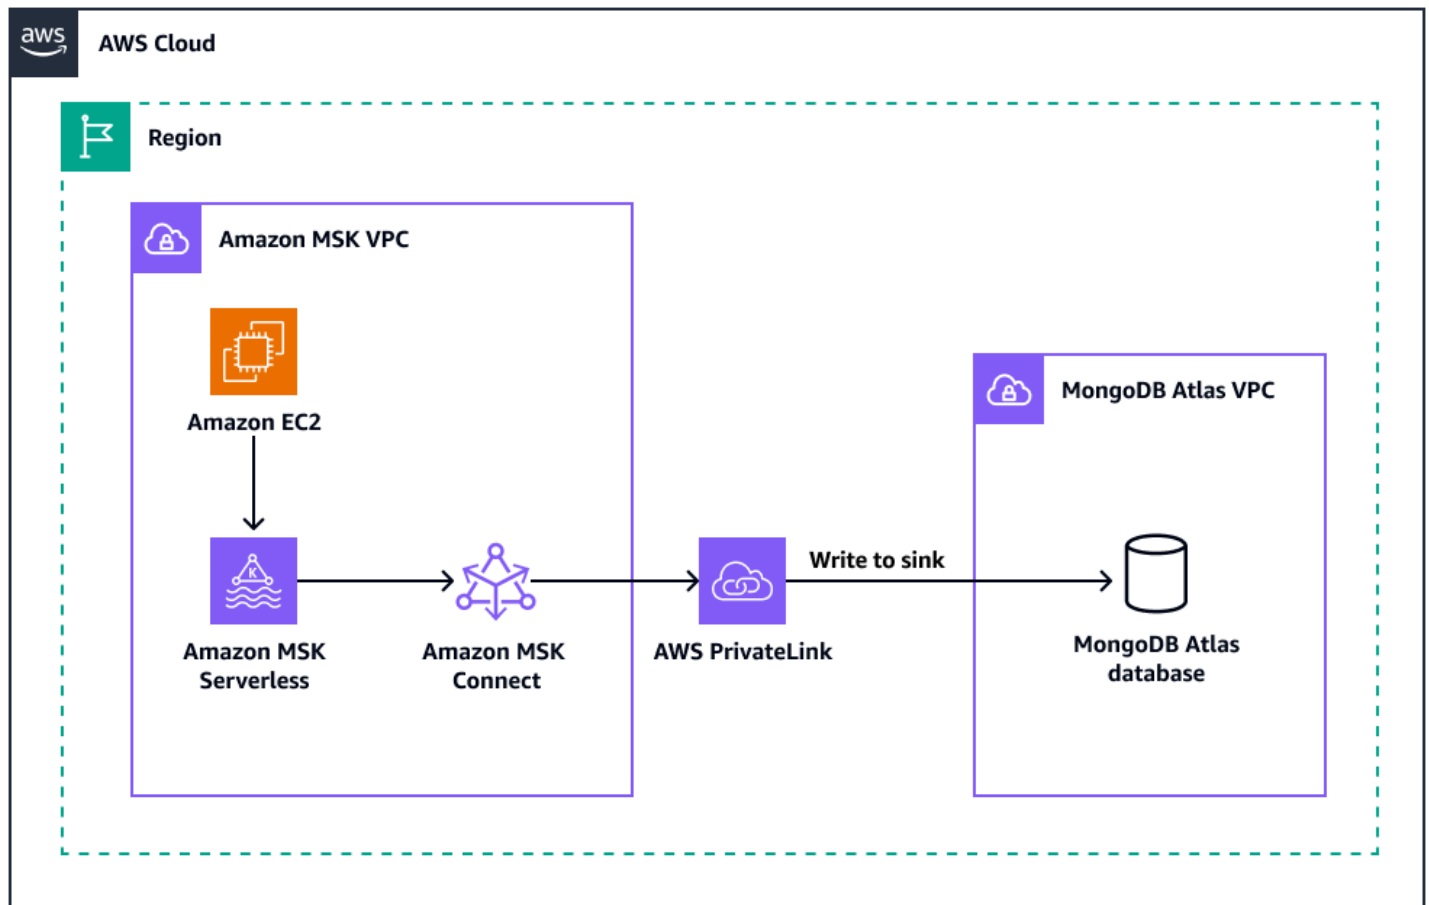 aws
AWS Cloud
Region
Amazon MSK VPC
Amazon EC2
MongoDB Atlas VPC
K
Write to sink
Amazon MSK
Serverless
Amazon MSK
Connect
AWS PrivateLink
MongoDB Atlas
database